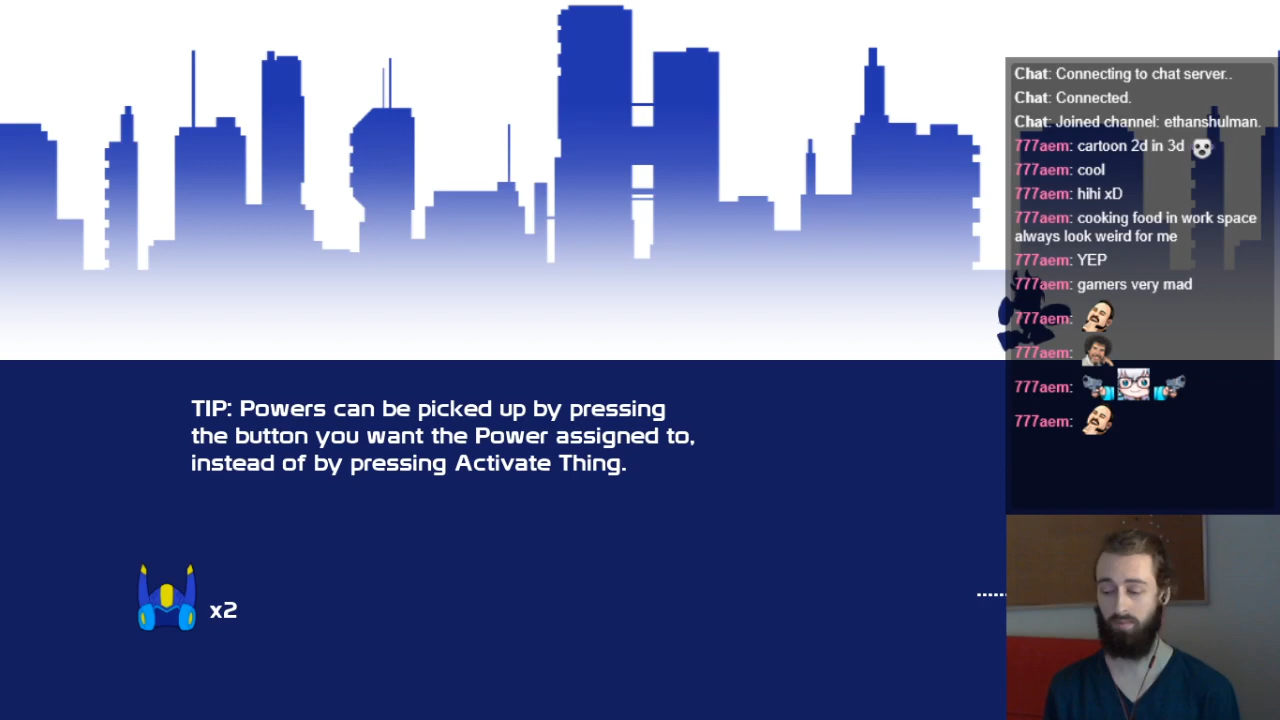 Chat: Connecting to chat server..
Chat: Connected.
Chat: Joined channel: ethanshulman.
777aem: cartoon 2d in 3d
777aem: cool
777aem: hihi xD
777aem: cooking food in work space
always look weird for me
777aem: YEP
777aem: gamers very mad
777aem:
777aem:
777aem:
777aem:
TIP: Powers can be picked up by pressing
the button you want the Power assigned to,
instead of by pressing Activate Thing.
x2